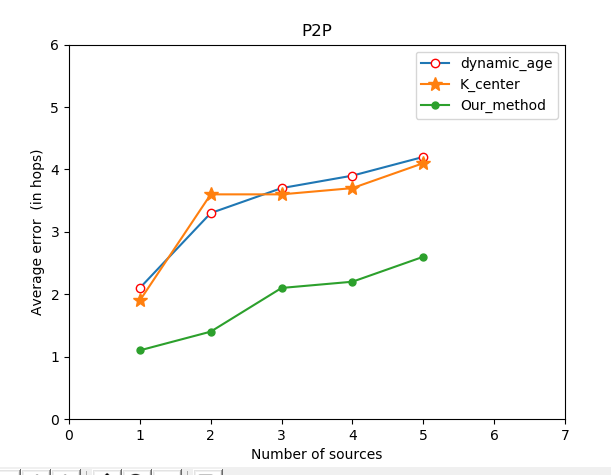 P2P
6
5
4
3
2
1
0
Average error  (in hops)
dynamic_age
K_center
Our_method
0 1 2 3 4 5 6 7
Number of sources